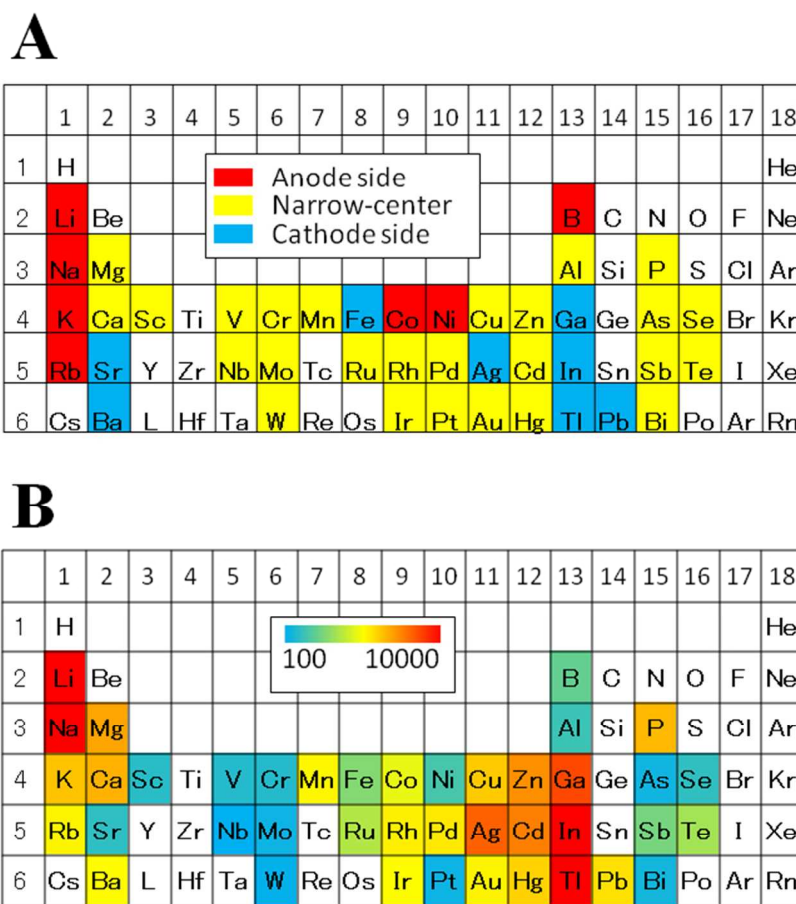 A
1 2 3 4 5 6 7 8 9 10 11 12 13 14 15 16 17 18
1 H He
Anode side
Narrow-center
Cathode side
2 Li Be B C N O F Ne
3 Na Mg Al Si P S Cl Ar
4 K Ca Sc Ti V Cr Mn Fe Co Ni Cu Zn Ga Ge As Se Br Kr
5 Rb Sr Y Zr Nb Mo Tc Ru Rh Pd Ag Cd In Sn Sb Te I Xe
6 Cs Ba L Hf Ta W Re Os Ir Pt Au Hg Tl Pb Bi Po Ar Rn
B
1 2 3 4 5 6 7 8 9 10 11 12 13 14 15 16 17 18
1 H He
100 10000
2 Li Be B C N O F Ne
3 Na Mg Al Si P S Cl Ar
4 K Ca Sc Ti V Cr Mn Fe Co Ni Cu Zn Ga Ge As Se Br Kr
5 Rb Sr Y Zr Nb Mo Tc Ru Rh Pd Ag Cd In Sn Sb Te I Xe
6 Cs Ba L Hf Ta W Re Os Ir Pt Au Hg Tl Pb Bi Po Ar Rn